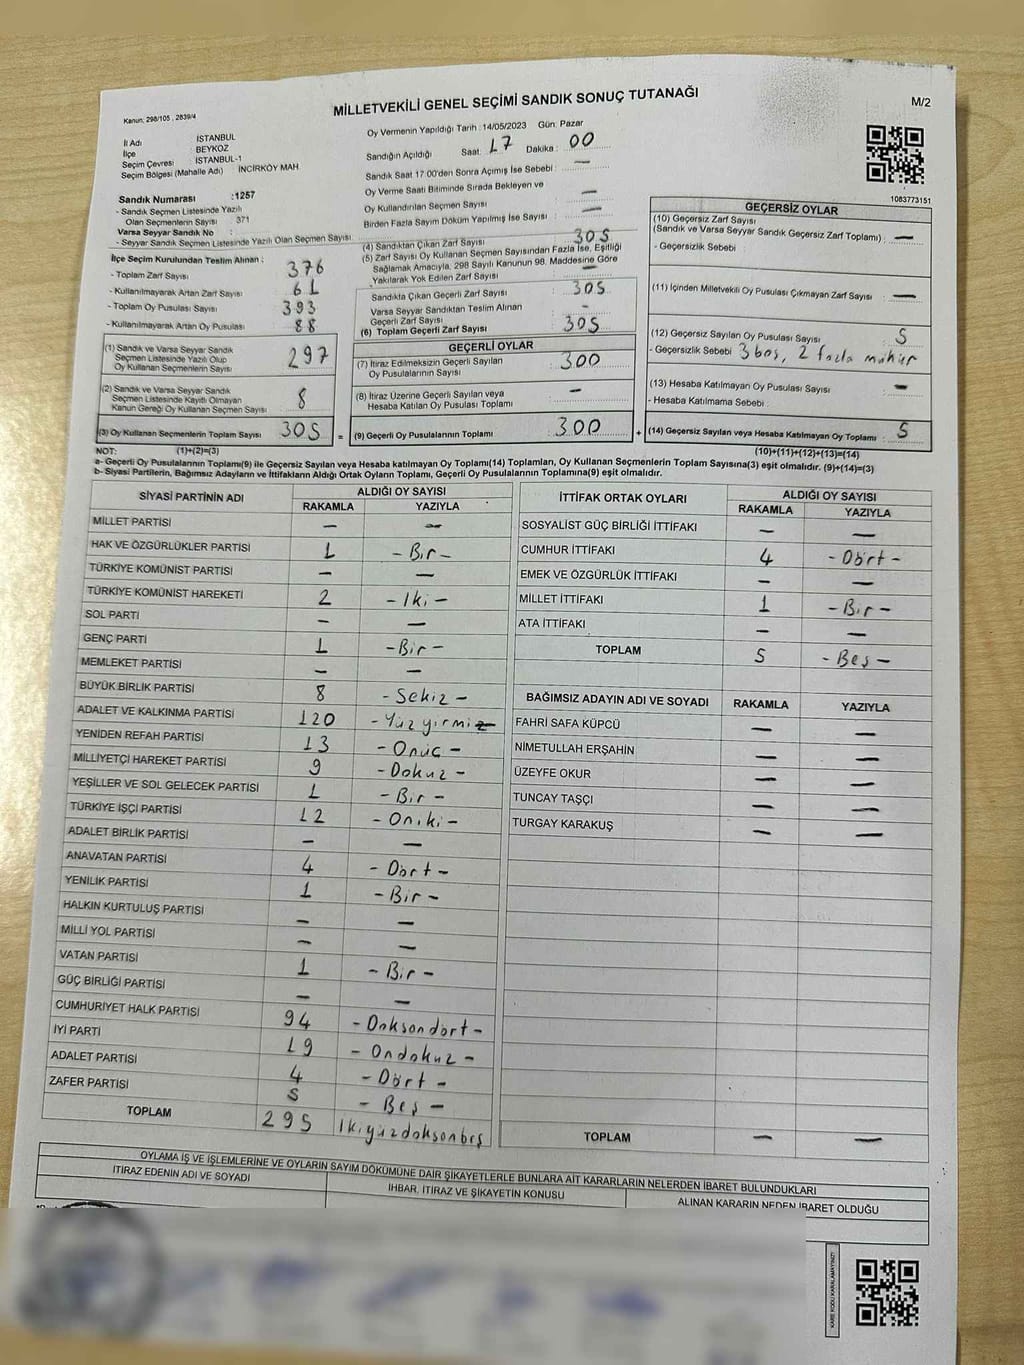 MİLLETVEKİLİ GENEL SEÇİMİ SANDIK SONUÇ TUTANAĞI
M/2
Kanun: 298/105 , 2839/4
İl Adı : İSTANBUL
İlçe : BEYKOZ
Seçim Çevresi : İSTANBUL-1
Seçim Bölgesi (Mahalle Adı) : İNCİRKÖY MAH
Oy Vermenin Yapıldığı Tarih :14/05/2023 Gün: Pazar
Sandığın Açıldığı Saat: 17 Dakika : 00
Sandık Saat 17.00'den Sonra Açımış İse Sebebi : —
Oy Verme Saati Bitiminde Sırada Bekleyen ve
Oy Kullandırılan Seçmen Sayısı : —
Birden Fazla Sayım Döküm Yapılmış İse Sayısı : —
Sandık Numarası :1257
- Sandık Seçmen Listesinde Yazılı
Olan Seçmenlerin Sayısı : 371
Varsa Seyyar Sandık No :
- Seyyar Sandık Seçmen Listesinde Yazılı Olan Seçmen Sayısı:
İlçe Seçim Kurulundan Teslim Alınan :
- Toplam Zarf Sayısı : 376
- Kullanılmayarak Artan Zarf Sayısı : 61
- Toplam Oy Pusulası Sayısı : 393
- Kullanılmayarak Artan Oy Pusulası : 88
(1) Sandık ve Varsa Seyyar Sandık
Seçmen Listesinde Yazılı Olup
Oy Kullanan Seçmenlerin Sayısı : 297
(2) Sandık ve Varsa Seyyar Sandık
Seçmen Listesinde Kayıtlı Olmayan
Kanun Gereği Oy Kullanan Seçmen Sayısı : 8
(3) Oy Kullanan Seçmenlerin Toplam Sayısı : 305
(4) Sandıktan Çıkan Zarf Sayısı : 305
(5) Zarf Sayısı Oy Kullanan Seçmen Sayısından Fazla İse, Eşitliği
Sağlamak Amacıyla, 298 Sayılı Kanunun 98. Maddesine Göre
Yakılarak Yok Edilen Zarf Sayısı : —
Sandıkta Çıkan Geçerli Zarf Sayısı : 305
Varsa Seyyar Sandıktan Teslim Alınan
Geçerli Zarf Sayısı : —
(6) Toplam Geçerli Zarf Sayısı : 305
GEÇERLİ OYLAR
(7) İtiraz Edilmeksizin Geçerli Sayılan
Oy Pusulalarının Sayısı : 300
(8) İtiraz Üzerine Geçerli Sayılan veya
Hesaba Katılan Oy Pusulası Toplamı : —
= (9) Geçerli Oy Pusulalarının Toplamı : 300 +
1083773151
GEÇERSİZ OYLAR
(10) Geçersiz Zarf Sayısı
(Sandık ve Varsa Seyyar Sandık Geçersiz Zarf Toplamı) : —
- Geçersizlik Sebebi :
(11) İçinden Milletvekili Oy Pusulası Çıkmayan Zarf Sayısı : —
(12) Geçersiz Sayılan Oy Pusulası Sayısı : 5
- Geçersizlik Sebebi : 3 boş, 2 fazla mühür
(13) Hesaba Katılmayan Oy Pusulası Sayısı : —
- Hesaba Katılmama Sebebi :
(14) Geçersiz Sayılan veya Hesaba Katılmayan Oy Toplamı : 5
NOT: (1)+(2)=(3) (10)+(11)+(12)+(13)=(14)
a- Geçerli Oy Pusulalarının Toplamı(9) ile Geçersiz Sayılan veya Hesaba katılmayan Oy Toplamı(14) Toplamları, Oy Kullanan Seçmenlerin Toplam Sayısına(3) eşit olmalıdır. (9)+(14)=(3)
b- Siyasi Partilerin, Bağımsız Adayların ve İttifakların Aldığı Ortak Oyların Toplamı, Geçerli Oy Pusulalarının Toplamına(9) eşit olmalıdır.
SİYASİ PARTİNİN ADI ALDIĞI OY SAYISI
RAKAMLA YAZIYLA
MİLLET PARTİSİ — —
HAK VE ÖZGÜRLÜKLER PARTİSİ 1 - Bir -
TÜRKİYE KOMÜNİST PARTİSİ — —
TÜRKİYE KOMÜNİST HAREKETİ 2 - İki -
SOL PARTİ — —
GENÇ PARTİ 1 - Bir -
MEMLEKET PARTİSİ — —
BÜYÜK BİRLİK PARTİSİ 8 - Sekiz -
ADALET VE KALKINMA PARTİSİ 120 - Yüz yirmi -
YENİDEN REFAH PARTİSİ 13 - Onüç -
MİLLİYETÇİ HAREKET PARTİSİ 9 - Dokuz -
YEŞİLLER VE SOL GELECEK PARTİSİ 1 - Bir -
TÜRKİYE İŞÇİ PARTİSİ 12 - Oniki -
ADALET BİRLİK PARTİSİ — —
ANAVATAN PARTİSİ 4 - Dört -
YENİLİK PARTİSİ 1 - Bir -
HALKIN KURTULUŞ PARTİSİ — —
MİLLİ YOL PARTİSİ — —
VATAN PARTİSİ 1 - Bir -
GÜÇ BİRLİĞİ PARTİSİ — —
CUMHURİYET HALK PARTİSİ 94 - Doksandört -
İYİ PARTİ 19 - Ondokuz -
ADALET PARTİSİ 4 - Dört -
ZAFER PARTİSİ 5 - Beş -
TOPLAM 295 İkiyüzdoksonbeş
İTTİFAK ORTAK OYLARI ALDIĞI OY SAYISI
RAKAMLA YAZIYLA
SOSYALİST GÜÇ BİRLİĞİ İTTİFAKI — —
CUMHUR İTTİFAKI 4 - Dört -
EMEK VE ÖZGÜRLÜK İTTİFAKI — —
MİLLET İTTİFAKI 1 - Bir -
ATA İTTİFAKI — —
TOPLAM 5 - Beş -
BAĞIMSIZ ADAYIN ADI VE SOYADI RAKAMLA YAZIYLA
FAHRİ SAFA KÜPCÜ — —
NİMETULLAH ERŞAHİN — —
ÜZEYFE OKUR — —
TUNCAY TAŞÇI — —
TURGAY KARAKUŞ — —
TOPLAM — —
OYLAMA İŞ VE İŞLEMLERİNE VE OYLARIN SAYIM DÖKÜMÜNE DAİR ŞİKAYETLERLE BUNLARA AİT KARARLARIN NELERDEN İBARET BULUNDUKLARI
İTİRAZ EDENİN ADI VE SOYADI İHBAR, İTİRAZ VE ŞİKAYETİN KONUSU ALINAN KARARIN NEDEN İBARET OLDUĞU
KARE KODU KARALAMAYINIZ!